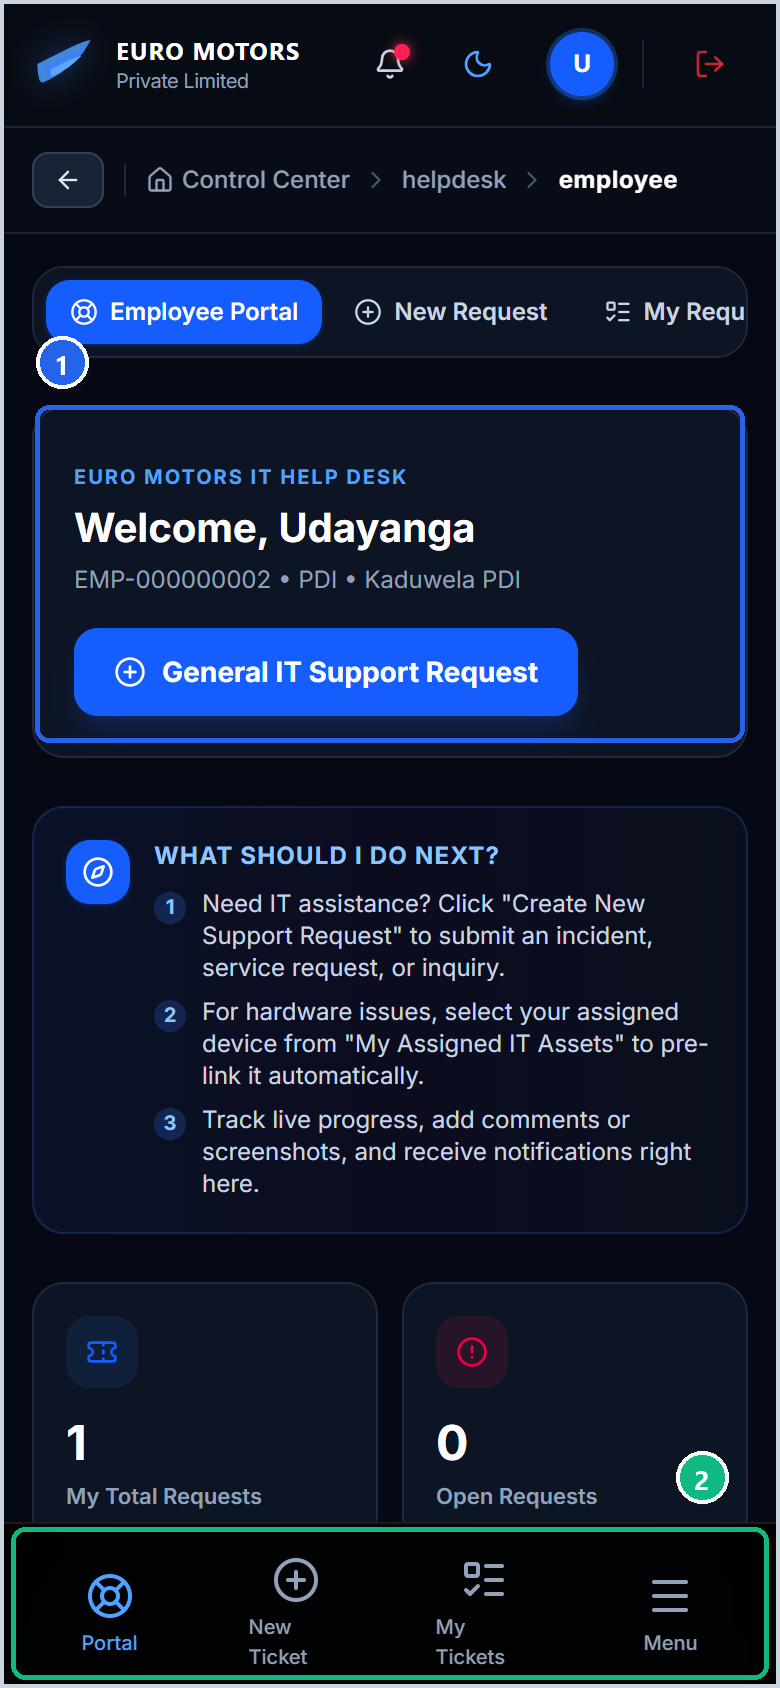 EURO MOTORS
Private Limited
U
Control Center > helpdesk > employee
Employee Portal
New Request
My Requ
1
EURO MOTORS IT HELP DESK
Welcome, Udayanga
EMP-000000002 • PDI • Kaduwela PDI
General IT Support Request
WHAT SHOULD I DO NEXT?
1 Need IT assistance? Click "Create New
Support Request" to submit an incident,
service request, or inquiry.
2 For hardware issues, select your assigned
device from "My Assigned IT Assets" to pre-
link it automatically.
3 Track live progress, add comments or
screenshots, and receive notifications right
here.
1
My Total Requests
0
Open Requests
2
Portal
New
Ticket
My
Tickets
Menu